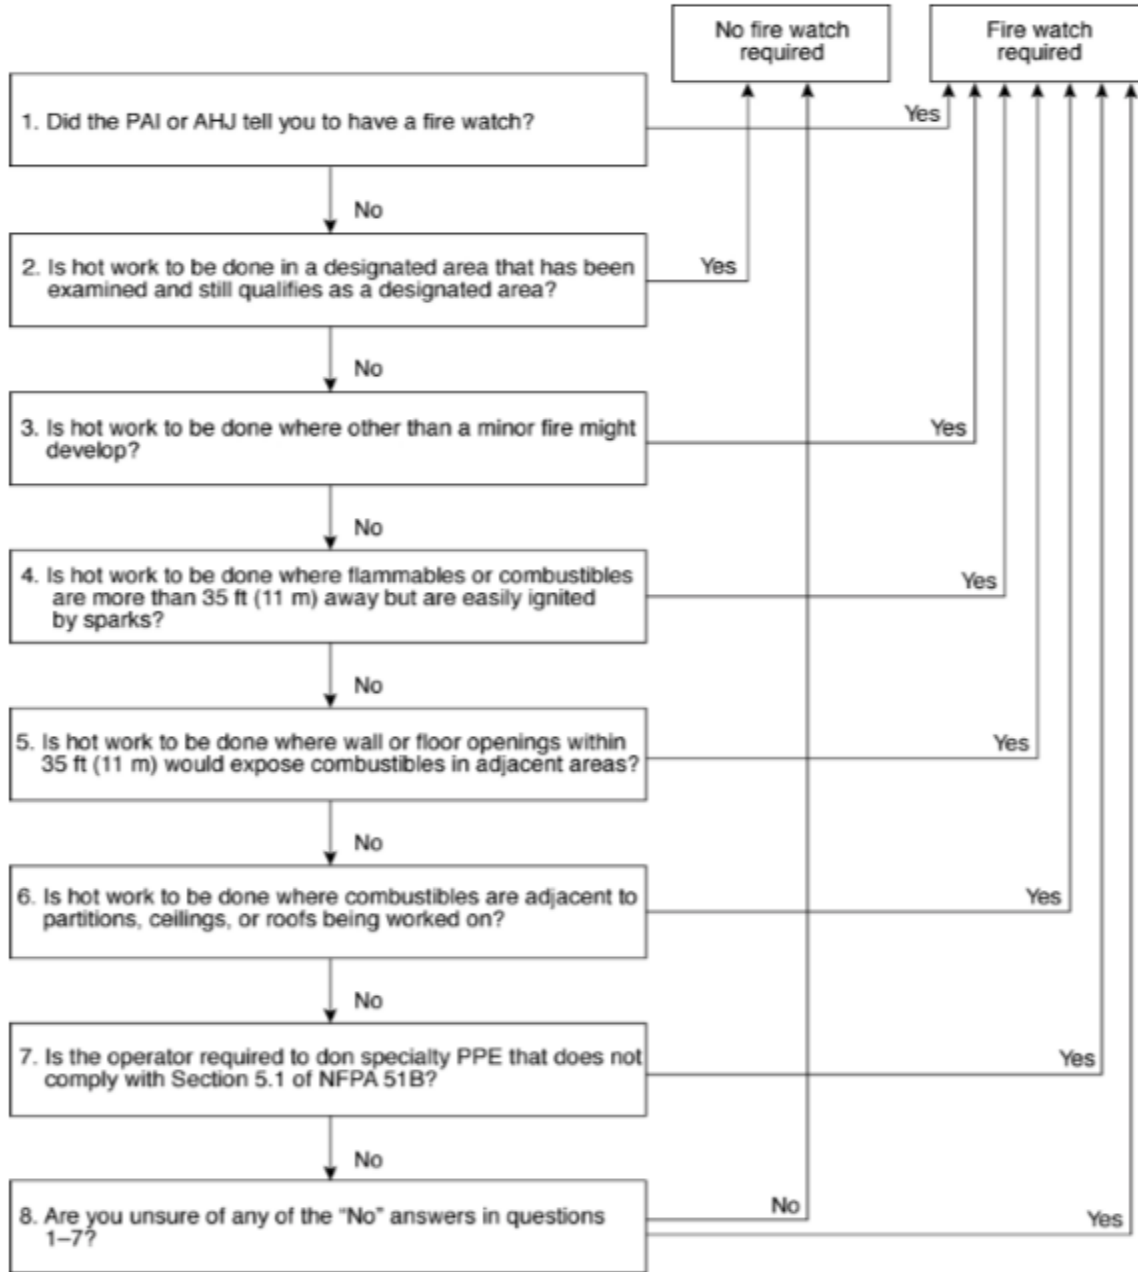 No fire watch
required
Fire watch
required
1. Did the PAI or AHJ tell you to have a fire watch?
Yes
No
2. Is hot work to be done in a designated area that has been
examined and still qualifies as a designated area?
Yes
No
3. Is hot work to be done where other than a minor fire might
develop?
Yes
No
4. Is hot work to be done where flammables or combustibles
are more than 35 ft (11 m) away but are easily ignited
by sparks?
Yes
No
5. Is hot work to be done where wall or floor openings within
35 ft (11 m) would expose combustibles in adjacent areas?
Yes
No
6. Is hot work to be done where combustibles are adjacent to
partitions, ceilings, or roofs being worked on?
Yes
No
7. Is the operator required to don specialty PPE that does not
comply with Section 5.1 of NFPA 51B?
Yes
No
8. Are you unsure of any of the “No” answers in questions
1–7?
No
Yes